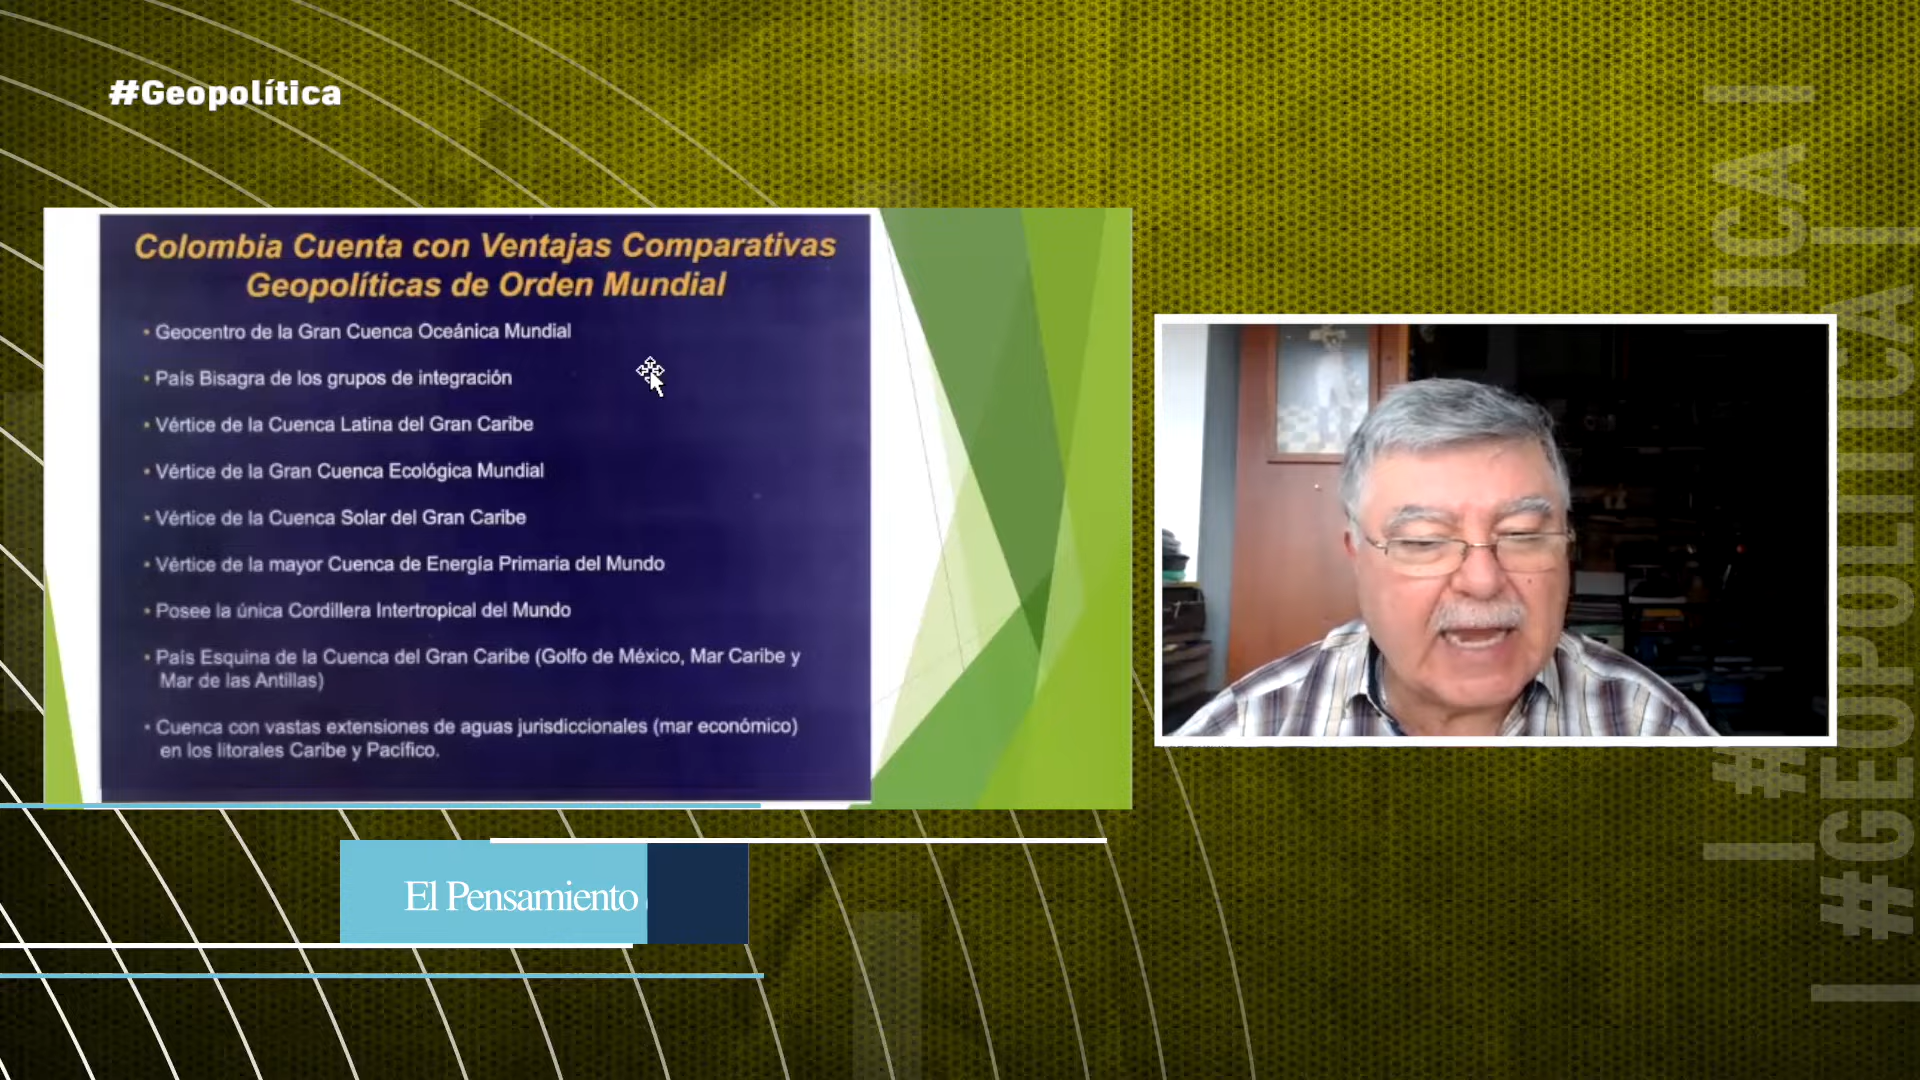 #Geopolítica
Colombia Cuenta con Ventajas Comparativas
Geopolíticas de Orden Mundial
• Geocentro de la Gran Cuenca Oceánica Mundial
• País Bisagra de los grupos de integración
• Vértice de la Cuenca Latina del Gran Caribe
• Vértice de la Gran Cuenca Ecológica Mundial
• Vértice de la Cuenca Solar del Gran Caribe
• Vértice de la mayor Cuenca de Energía Primaria del Mundo
• Posee la única Cordillera Intertropical del Mundo
• País Esquina de la Cuenca del Gran Caribe (Golfo de México, Mar Caribe y
Mar de las Antillas)
• Cuenca con vastas extensiones de aguas jurisdiccionales (mar económico)
en los litorales Caribe y Pacífico.
El Pensamiento
| #GEOPOLITICA |